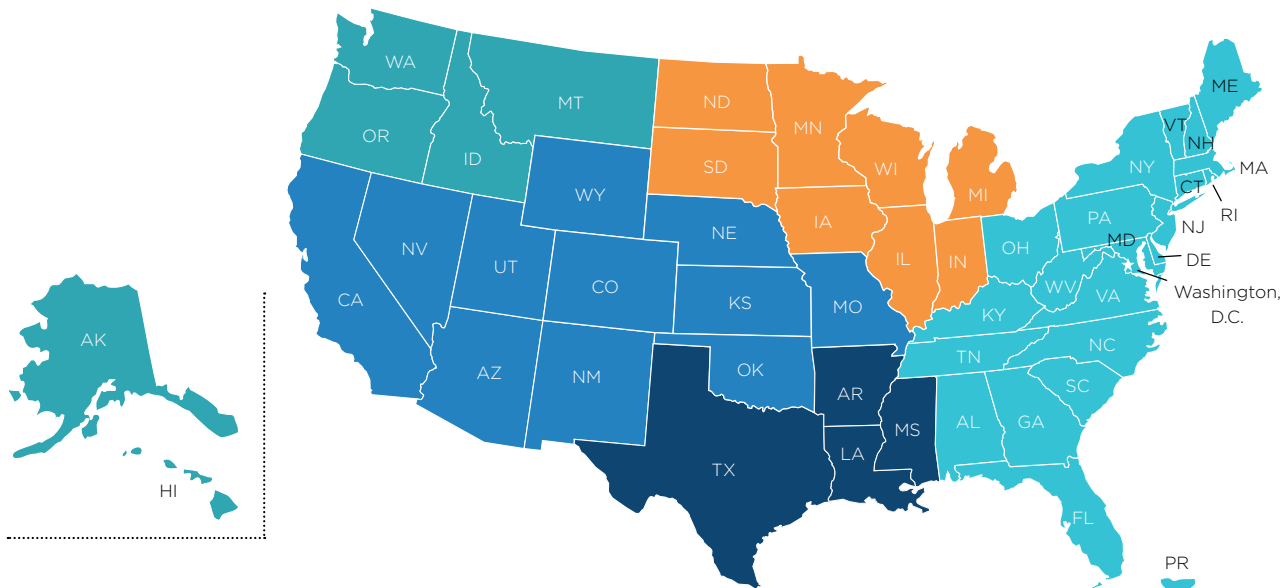 WA
MT
ND
MN
ME
OR
ID
SD
WI
MI
VT
NH
NY
MA
CT
RI
WY
IA
PA
NJ
NV
NE
IL
IN
OH
MD
DE
UT
CO
CA
KS
MO
WV
VA
Washington,
D.C.
KY
AK
AZ
NM
OK
TN
NC
AR
SC
TX
LA
MS
AL
GA
HI
FL
PR